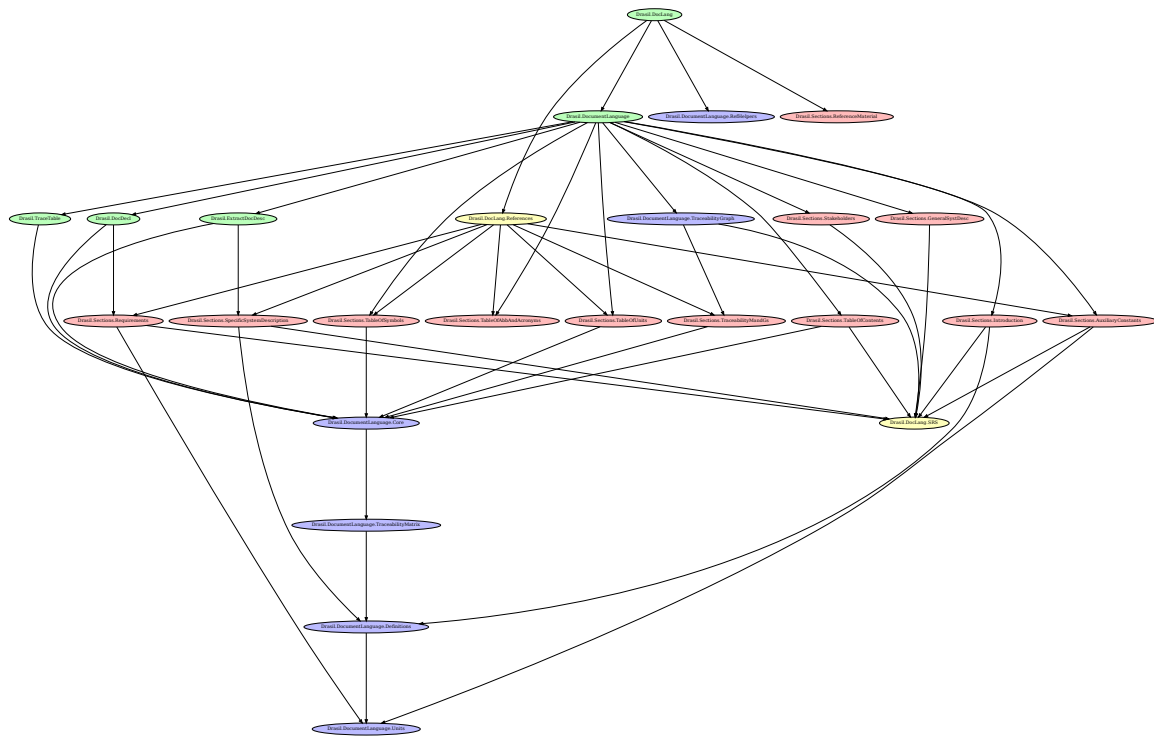 Drasil.DocLang
Drasil.DocumentLanguage
Drasil.DocumentLanguage.RefHelpers
Drasil.Sections.ReferenceMaterial
Drasil.TraceTable
Drasil.DocDecl
Drasil.ExtractDocDesc
Drasil.DocLang.References
Drasil.DocumentLanguage.TraceabilityGraph
Drasil.Sections.Stakeholders
Drasil.Sections.GeneralSystDesc
Drasil.Sections.Requirements
Drasil.Sections.SpecificSystemDescription
Drasil.Sections.TableOfSymbols
Drasil.Sections.TableOfAbbAndAcronyms
Drasil.Sections.TableOfUnits
Drasil.Sections.TraceabilityMandGs
Drasil.Sections.TableOfContents
Drasil.Sections.Introduction
Drasil.Sections.AuxiliaryConstants
Drasil.DocumentLanguage.Core
Drasil.DocLang.SRS
Drasil.DocumentLanguage.TraceabilityMatrix
Drasil.DocumentLanguage.Definitions
Drasil.DocumentLanguage.Units